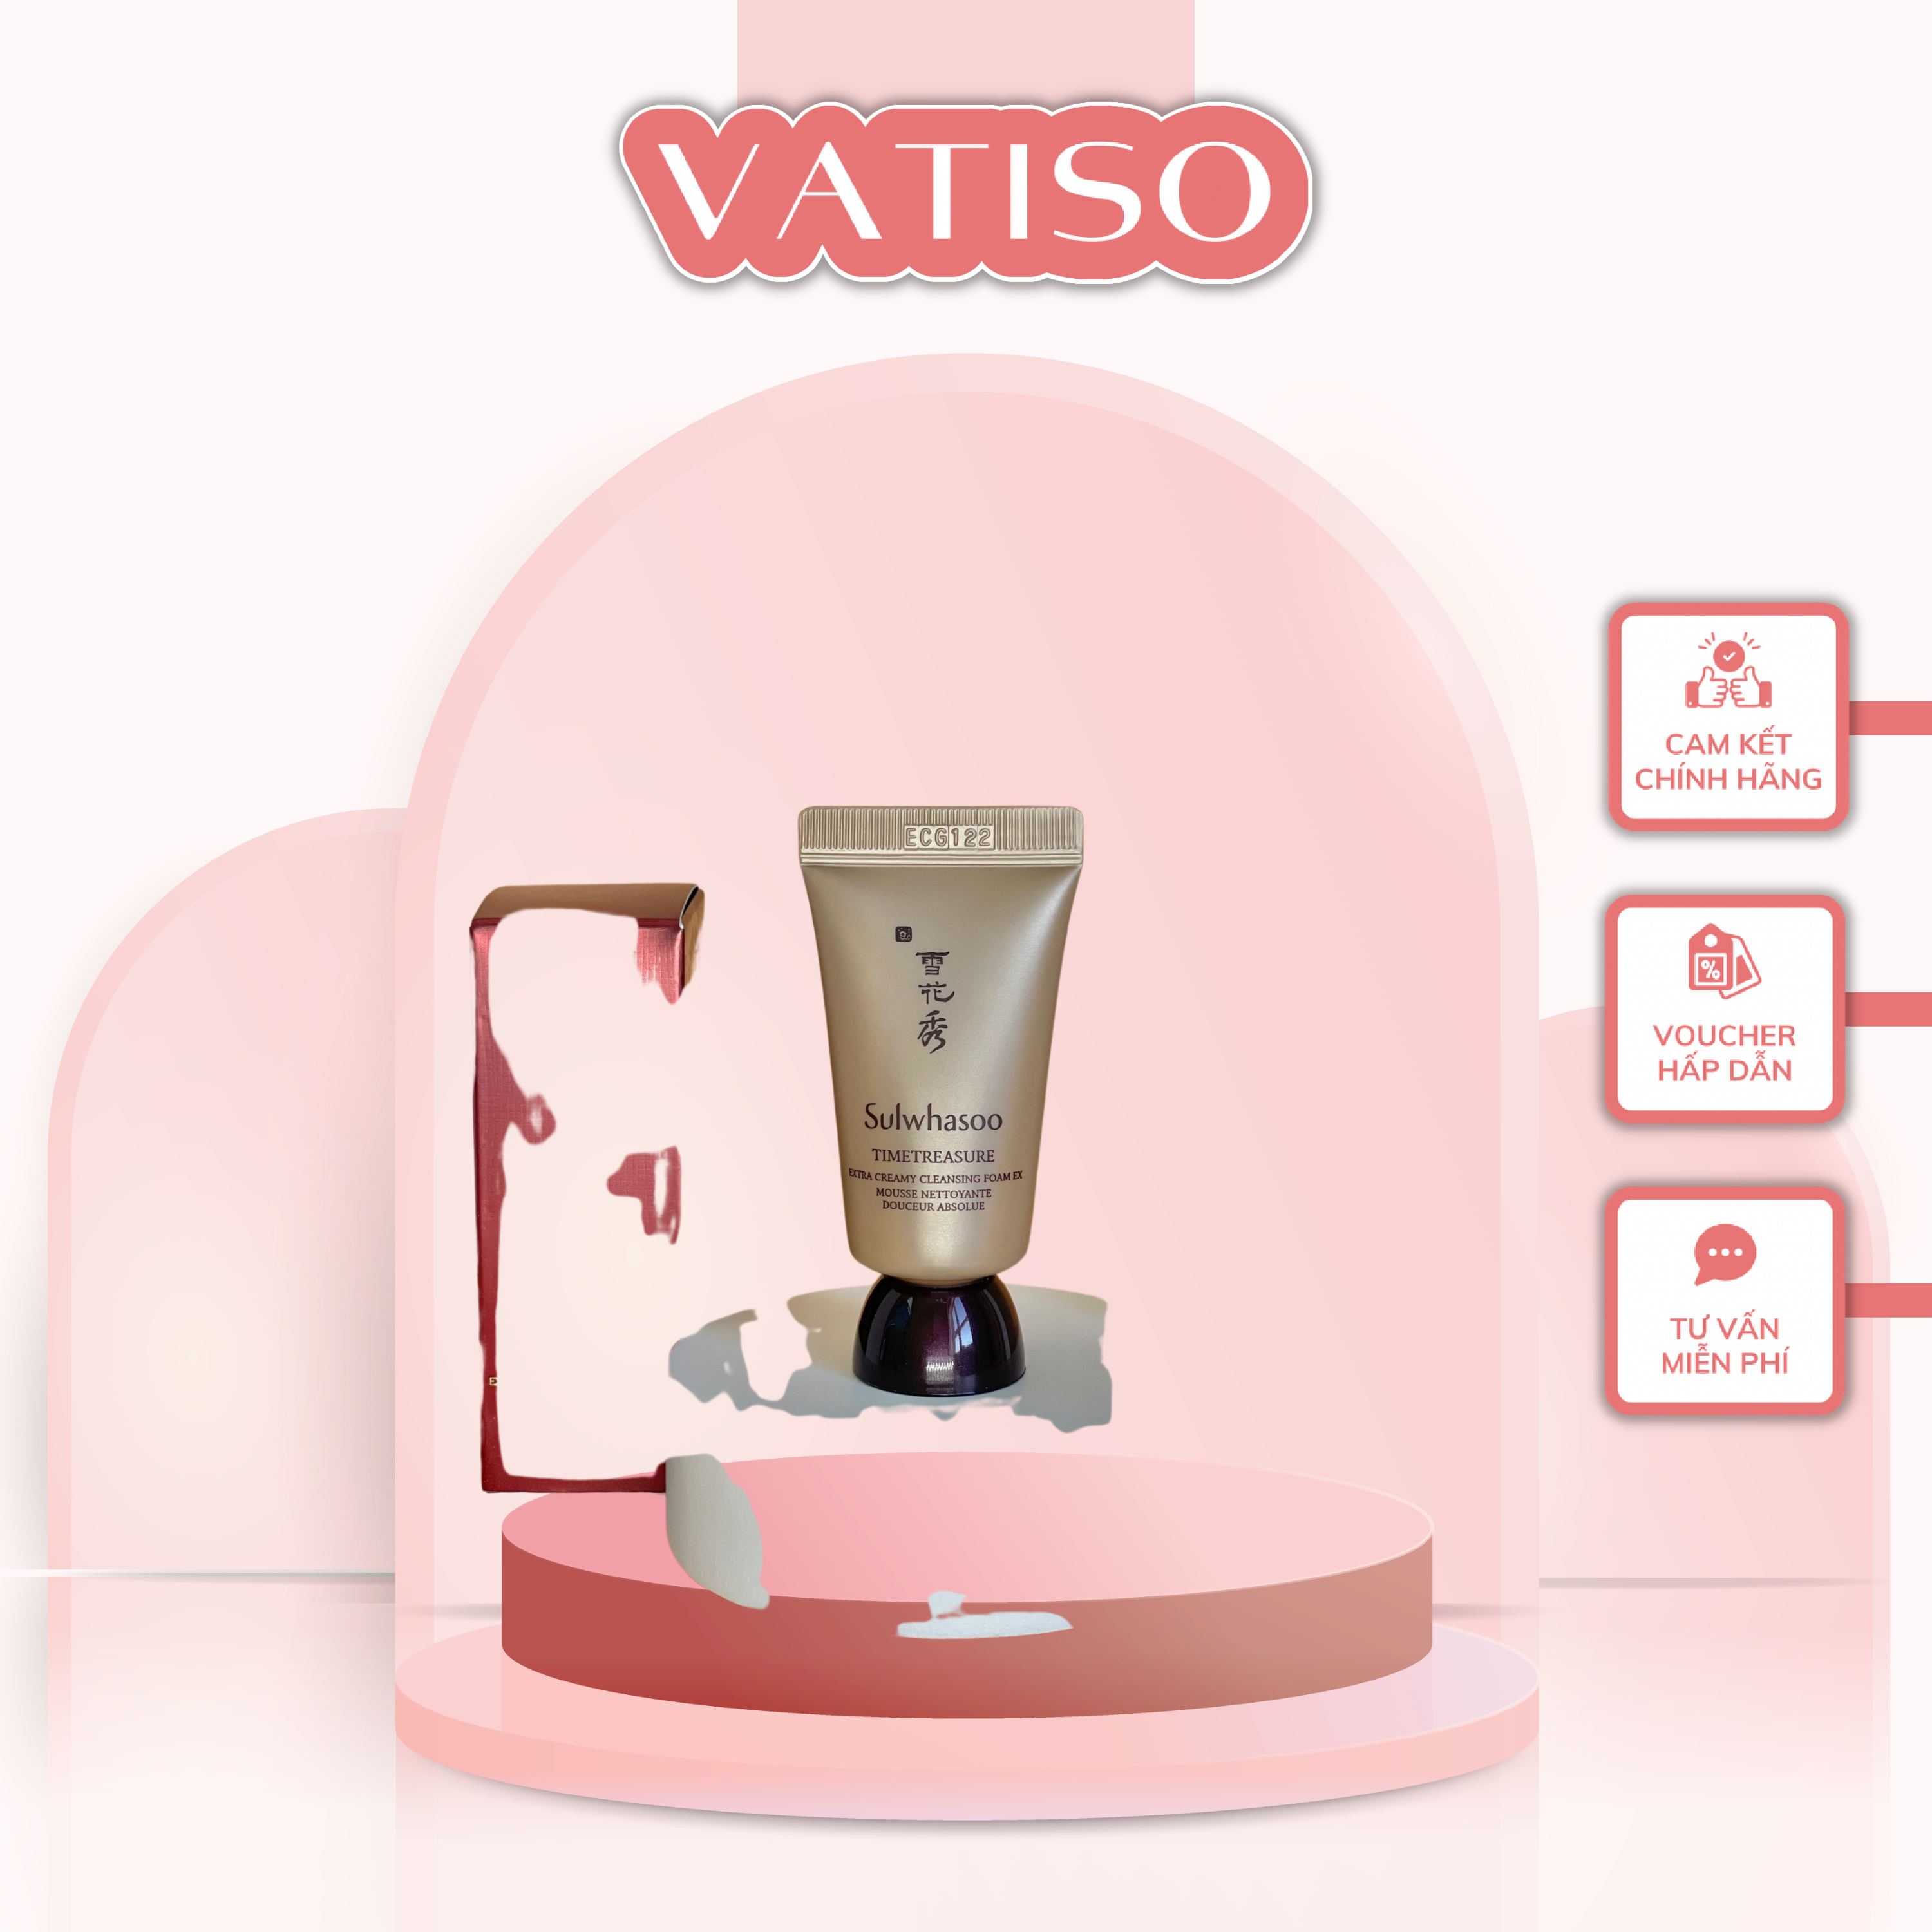 VATISO
ECG122
雪
花
秀
Sulwhasoo
TIMETREASURE
EXTRA CREAMY CLEANSING FOAM EX
MOUSSE NETTOYANTE
DOUCEUR ABSOLUE
CAM KẾT
CHÍNH HÃNG
%
VOUCHER
HẤP DẪN
TƯ VẤN
MIỄN PHÍ